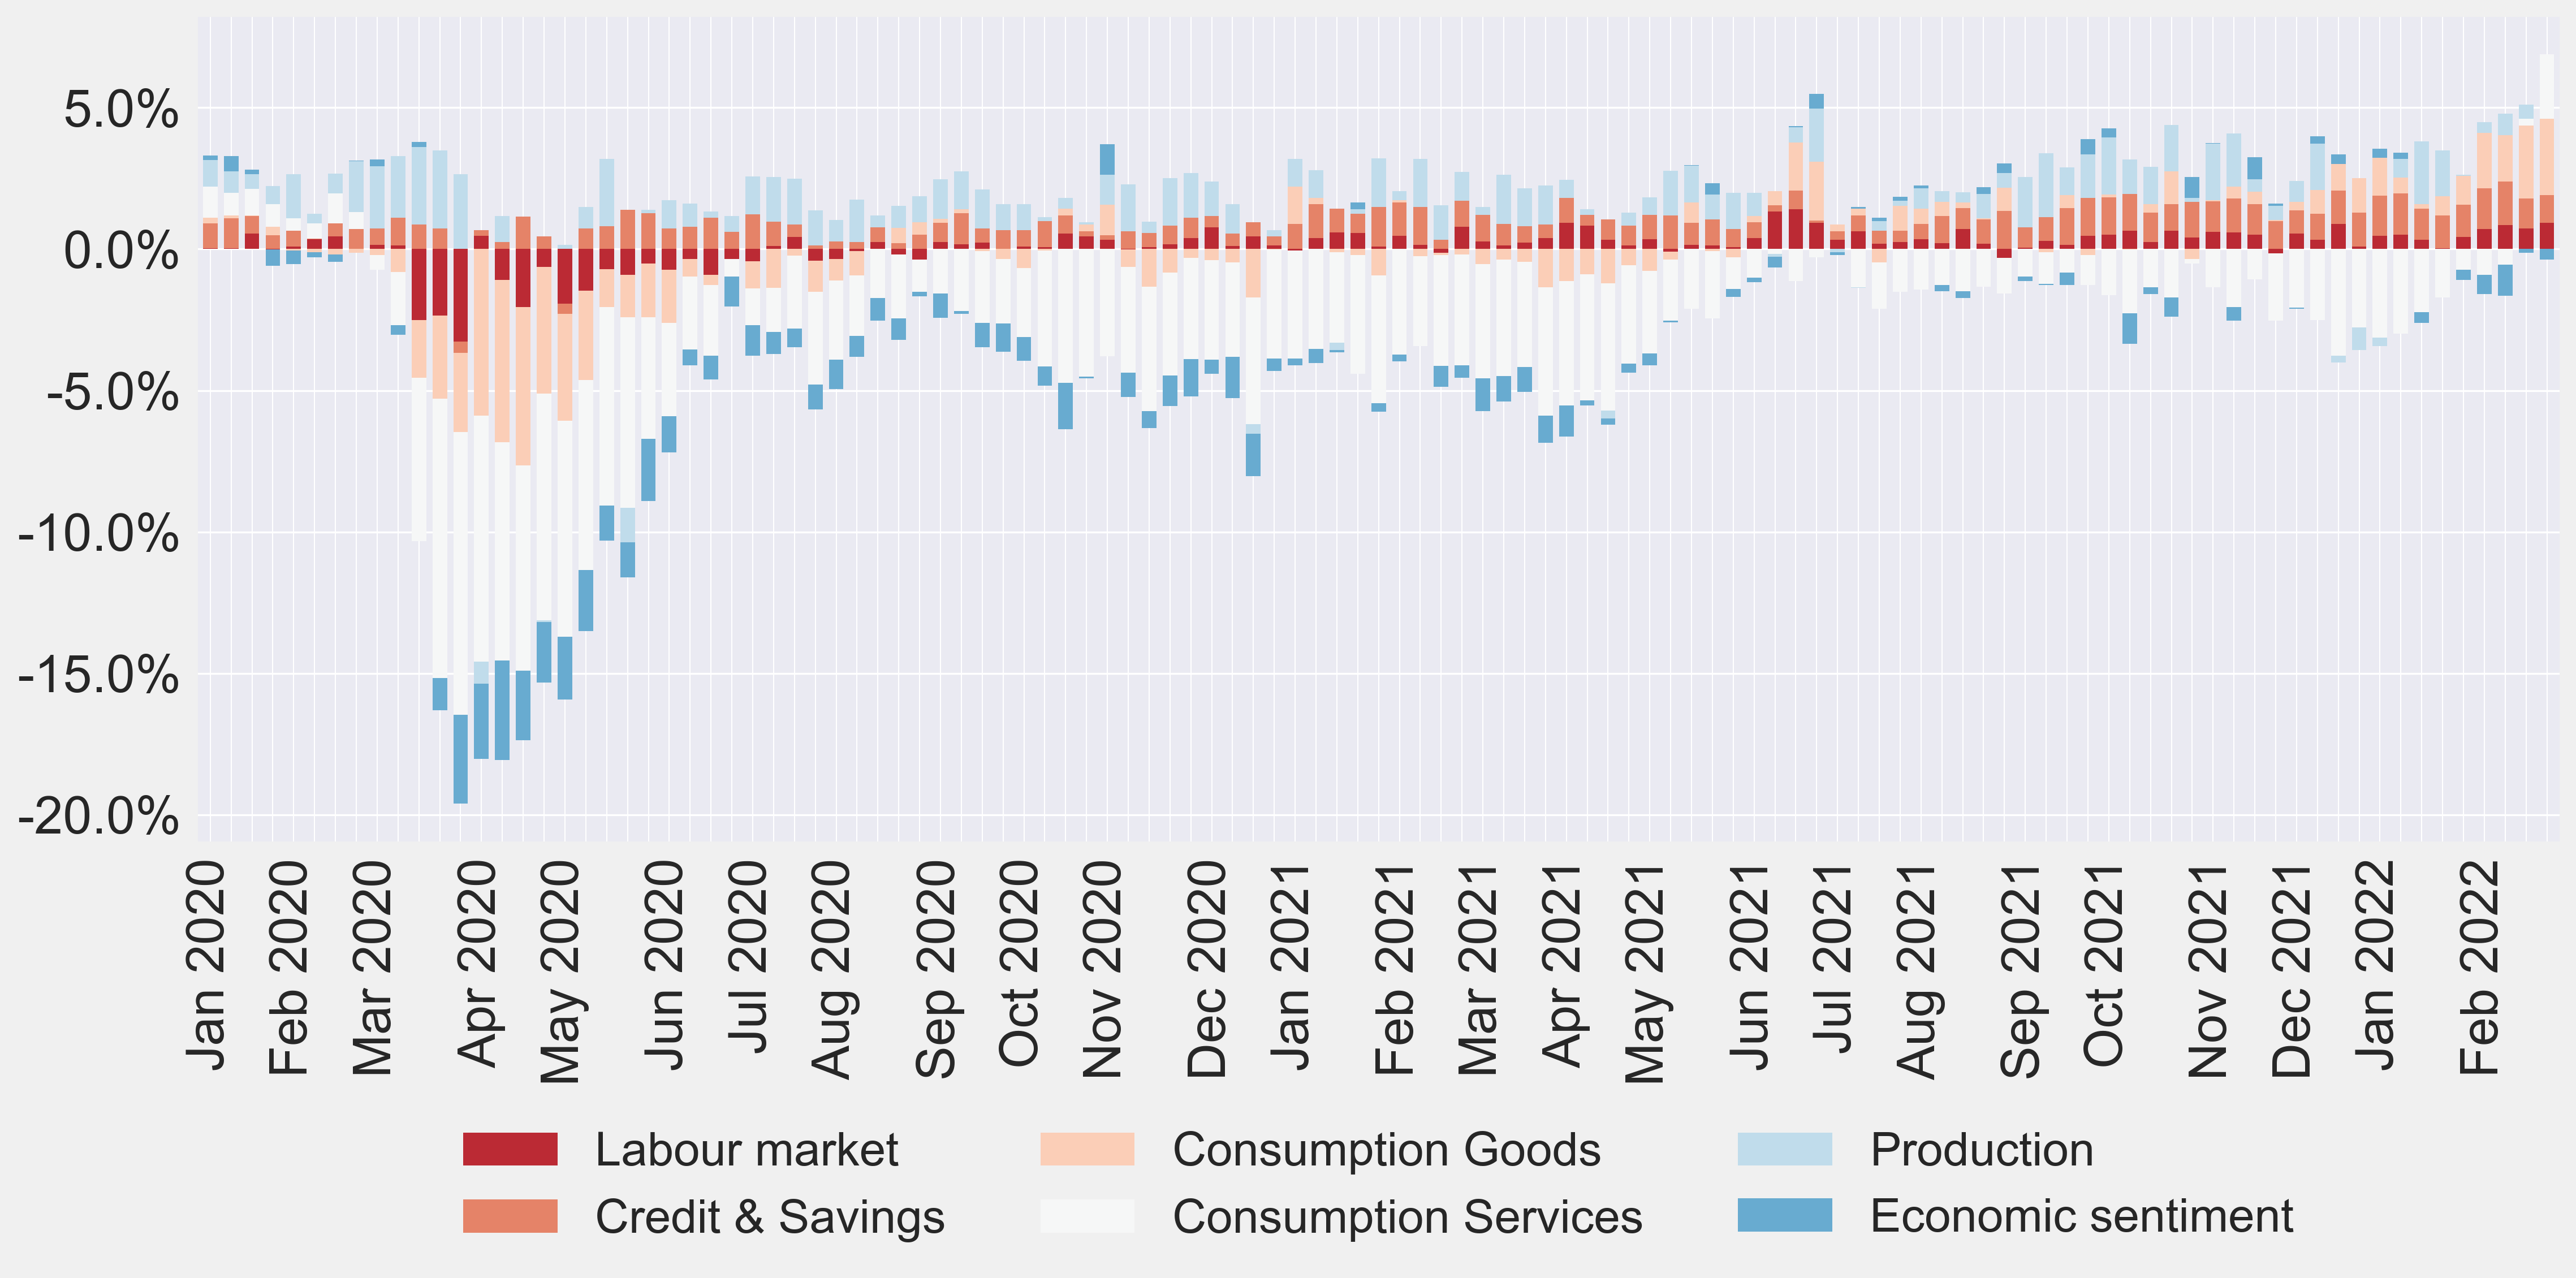 5.0%
0.0%
-5.0%
-10.0%
-15.0%
-20.0%
Jan 2020
Feb 2020
Mar 2020
Apr 2020
May 2020
Jun 2020
Jul 2020
Aug 2020
Sep 2020
Oct 2020
Nov 2020
Dec 2020
Jan 2021
Feb 2021
Mar 2021
Apr 2021
May 2021
Jun 2021
Jul 2021
Aug 2021
Sep 2021
Oct 2021
Nov 2021
Dec 2021
Jan 2022
Feb 2022
Labour market
Consumption Goods
Production
Credit & Savings
Consumption Services
Economic sentiment